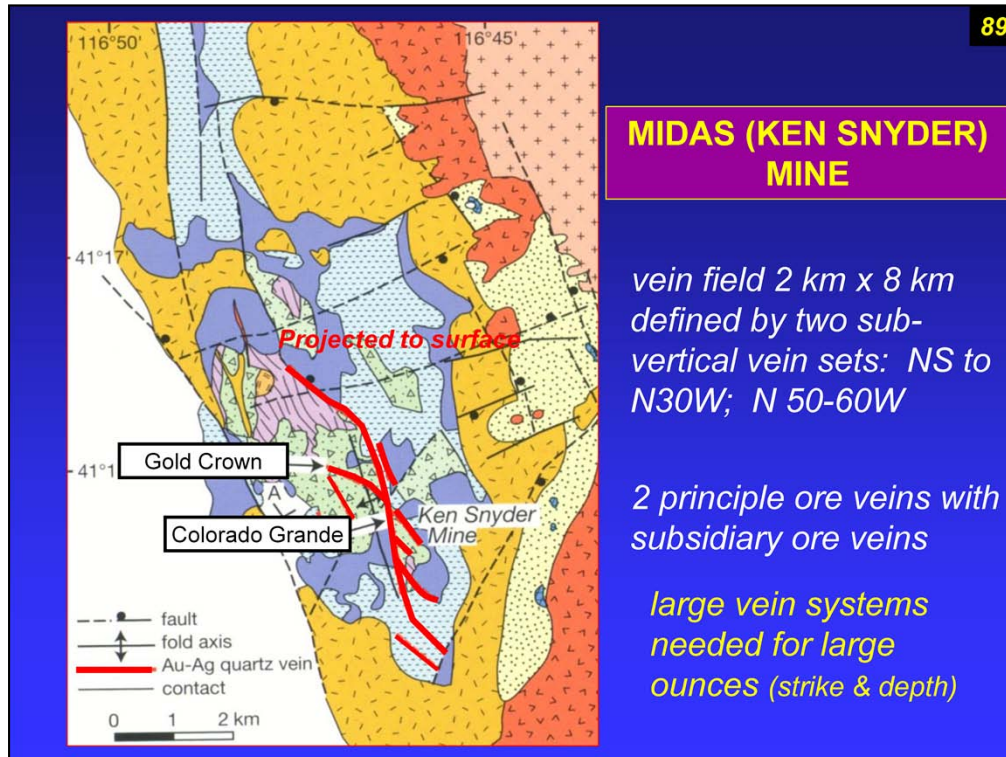 89
116°50'
116°45'
MIDAS (KEN SNYDER)
MINE
41°17'
vein field 2 km x 8 km
defined by two sub-
vertical vein sets: NS to
N30W; N 50-60W
Projected to surface
Gold Crown
41°1
A
Ken Snyder
Mine
Colorado Grande
2 principle ore veins with
subsidiary ore veins
large vein systems
needed for large
ounces (strike & depth)
fault
fold axis
Au-Ag quartz vein
contact
0 1 2 km